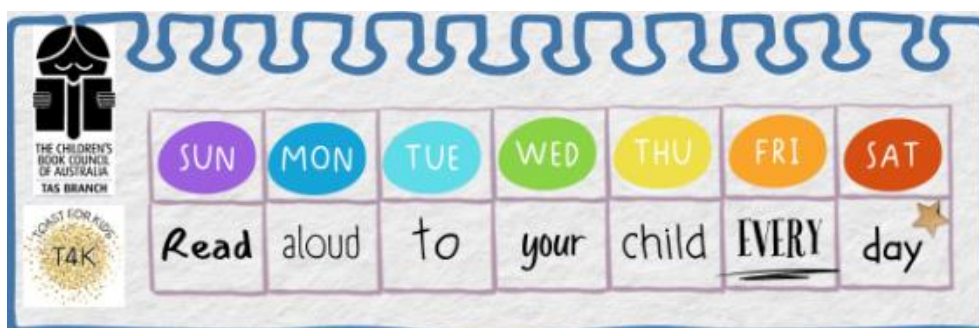 THE CHILDREN'S
BOOK COUNCIL
OF AUSTRALIA
TAS BRANCH
TOAST FOR KIDS
T4K
SUN MON TUE WED THU FRI SAT
Read aloud to your child EVERY day